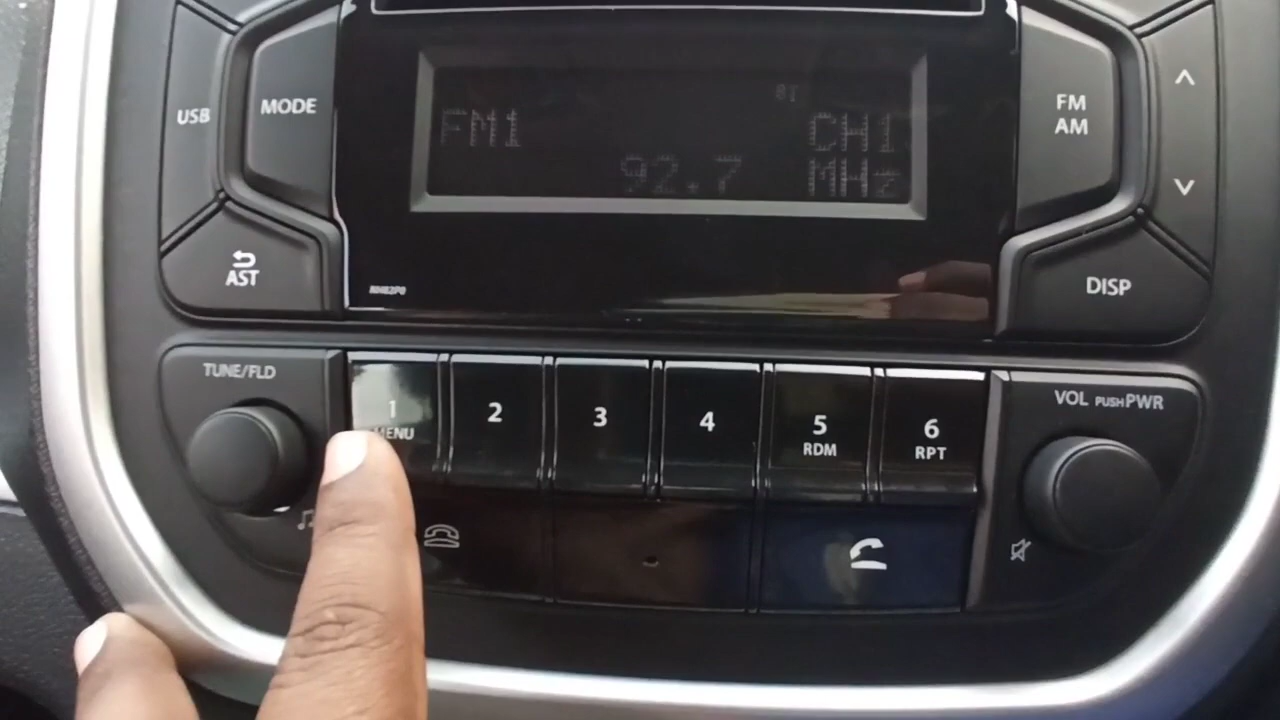 USB
MODE
FM1
BT
CH1
92.7 MHz
FM
AM
AST
DISP
TUNE/FLD
1
MENU
2
3
4
5
RDM
6
RPT
VOL PUSH PWR